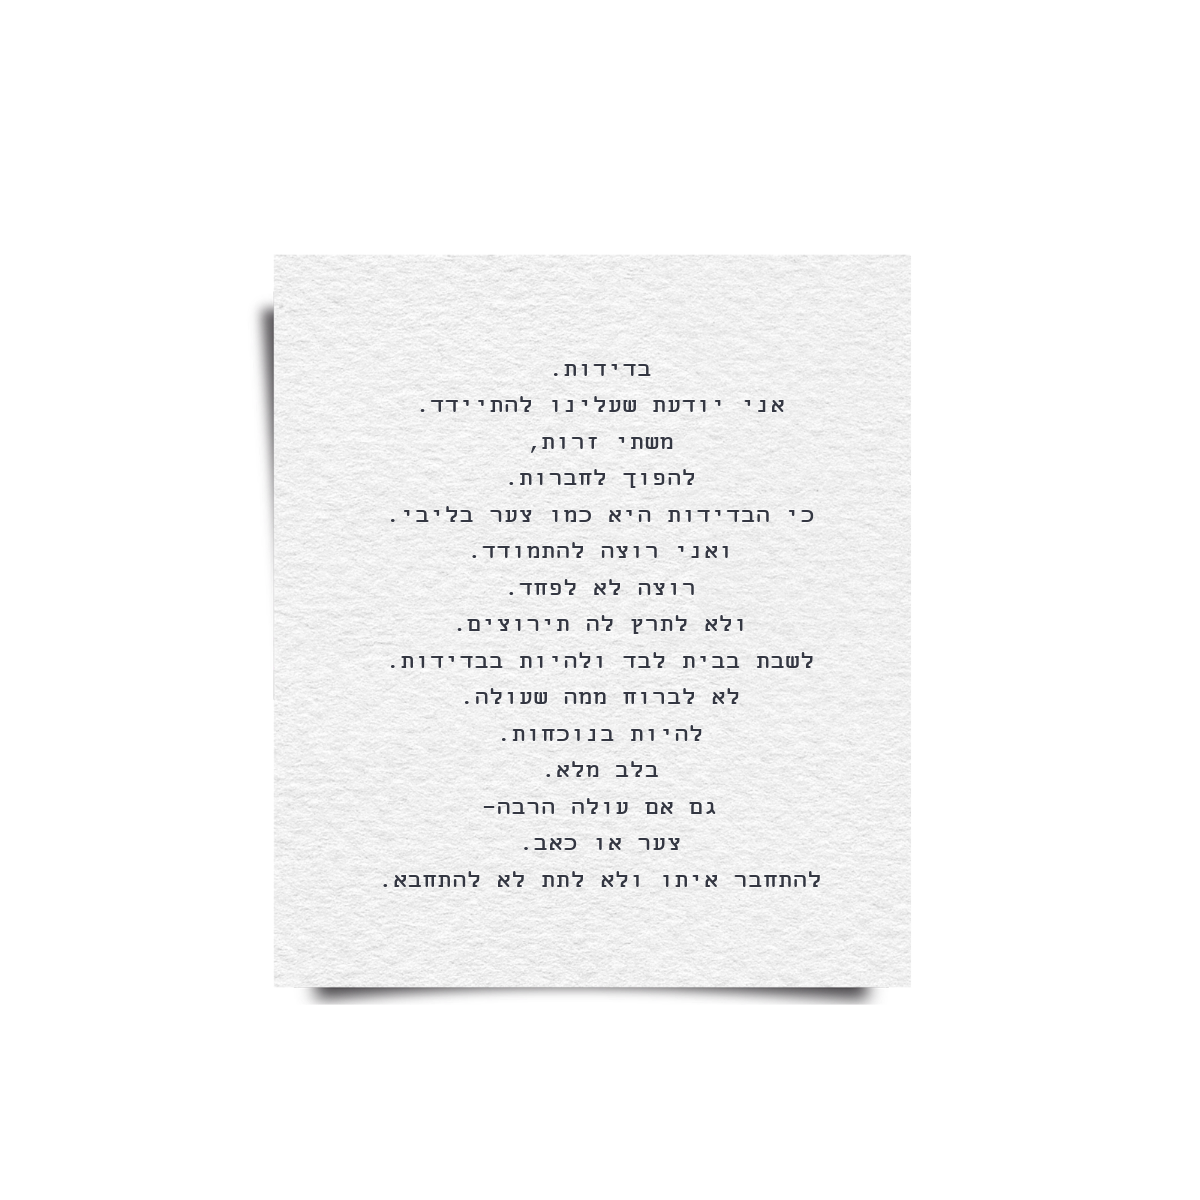 בדידות.
אני יודעת שעלינו להתיידד.
משתי זרות,
להפוך לחברות.
כי הבדידות היא כמו צער בליבי.
ואני רוצה להתמודד.
רוצה לא לפחד.
ולא לתרץ לה תירוצים.
לשבת בבית לבד ולהיות בבדידות.
לא לברוח ממה שעולה.
להיות בנוכחות.
בלב מלא.
גם אם עולה הרבה-
צער או כאב.
להתחבר איתו ולא לתת לא להתחבא.